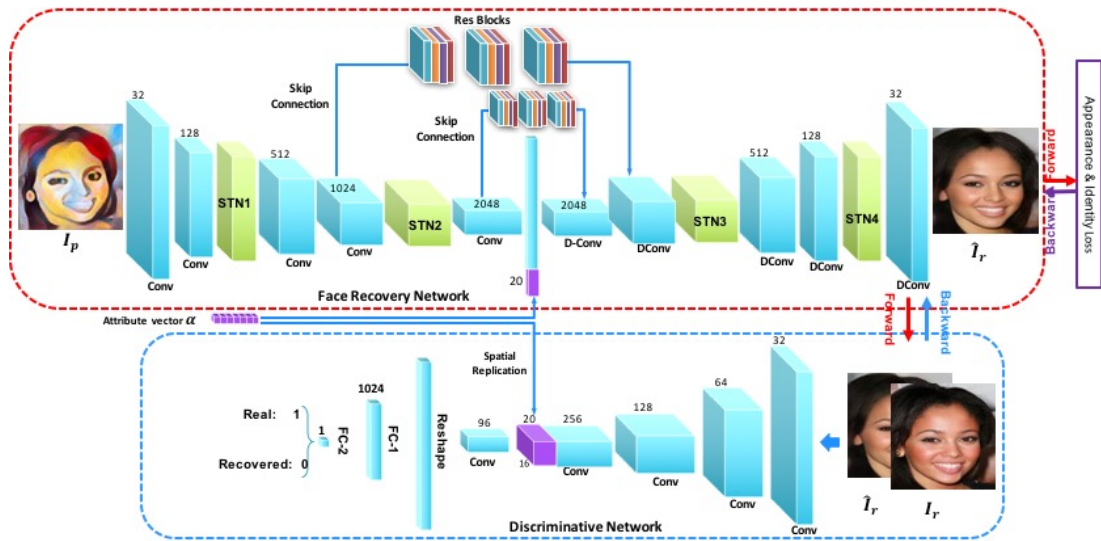 Res Blocks
Skip
Connection
Skip
Connection
32
128
512
1024
2048
2048
512
128
32
STN1
STN2
STN3
STN4
I_p
Conv
Conv
Conv
Conv
Conv
D-Conv
DConv
DConv
DConv
DConv
Î_r
20
Face Recovery Network
Forward
Backward
Appearance & Identity Loss
Attribute vector α
Forward
Backward
Spatial
Replication
Real: 1
Recovered: 0
1
FC-2
1024
FC-1
Reshape
96
Conv
20
16
256
Conv
128
Conv
64
Conv
32
Conv
Î_r
I_r
Discriminative Network